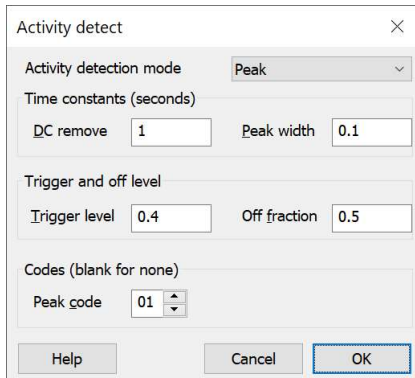 Activity detect
Activity detection mode Peak
Time constants (seconds)
DC remove 1 Peak width 0.1
Trigger and off level
Trigger level 0.4 Off fraction 0.5
Codes (blank for none)
Peak code 01
Help Cancel OK